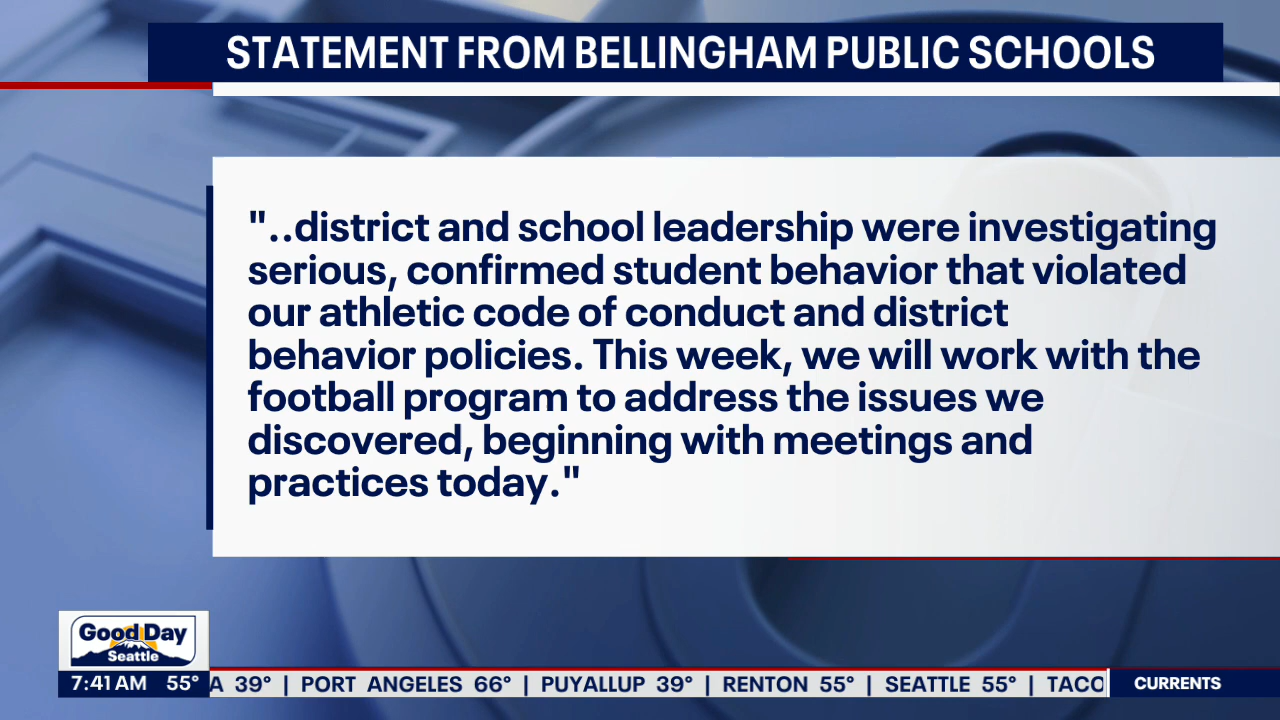 STATEMENT FROM BELLINGHAM PUBLIC SCHOOLS
"..district and school leadership were investigating
serious, confirmed student behavior that violated
our athletic code of conduct and district
behavior policies. This week, we will work with the
football program to address the issues we
discovered, beginning with meetings and
practices today."
Good Day
Seattle
7:41 AM 55° A 39° | PORT ANGELES 66° | PUYALLUP 39° | RENTON 55° | SEATTLE 55° | TACO CURRENTS